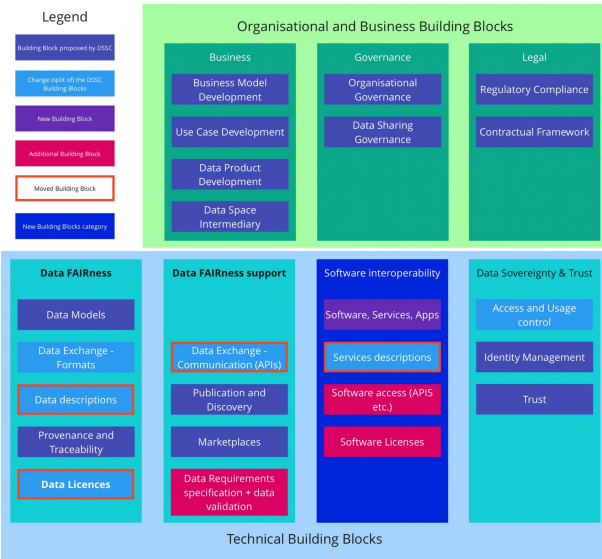 Legend
Building Block proposed by DSSC
Change (split of) the DSSC
Building Blocks
New Building Block
Additional Building Block
Moved Building Block
New Building Blocks category
Organisational and Business Building Blocks
Business
Business Model
Development
Use Case Development
Data Product
Development
Data Space
Intermediary
Governance
Organisational
Governance
Data Sharing
Governance
Legal
Regulatory Compliance
Contractual Framework
Data FAIRness
Data Models
Data Exchange -
Formats
Data descriptions
Provenance and
Traceability
Data Licences
Data FAIRness support
Data Exchange -
Communication (APIs)
Publication and
Discovery
Marketplaces
Data Requirements
specification + data
validation
Software interoperability
Software, Services, Apps
Services descriptions
Software access (APIS
etc.)
Software Licenses
Data Sovereignty & Trust
Access and Usage
control
Identity Management
Trust
Technical Building Blocks